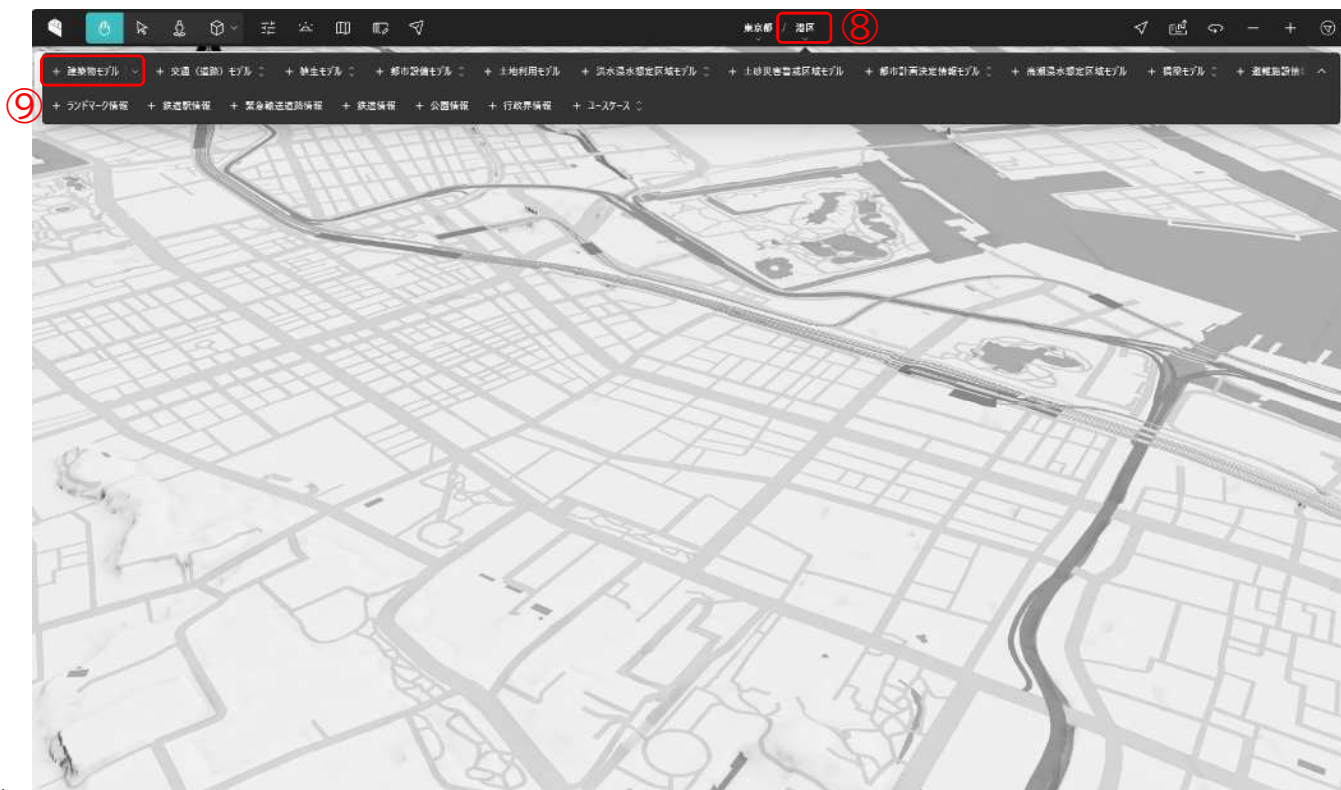 東京都 / 港区 ⑧
+ 建築物モデル + 交通（道路）モデル + 植生モデル + 都市設備モデル + 土地利用モデル + 洪水浸水想定区域モデル + 土砂災害警戒区域モデル + 都市計画決定情報モデル + 高潮浸水想定区域モデル + 橋梁モデル + 避難施設情報
⑨ + ランドマーク情報 + 鉄道駅情報 + 緊急輸送道路情報 + 鉄道情報 + 公園情報 + 行政界情報 + ユースケース